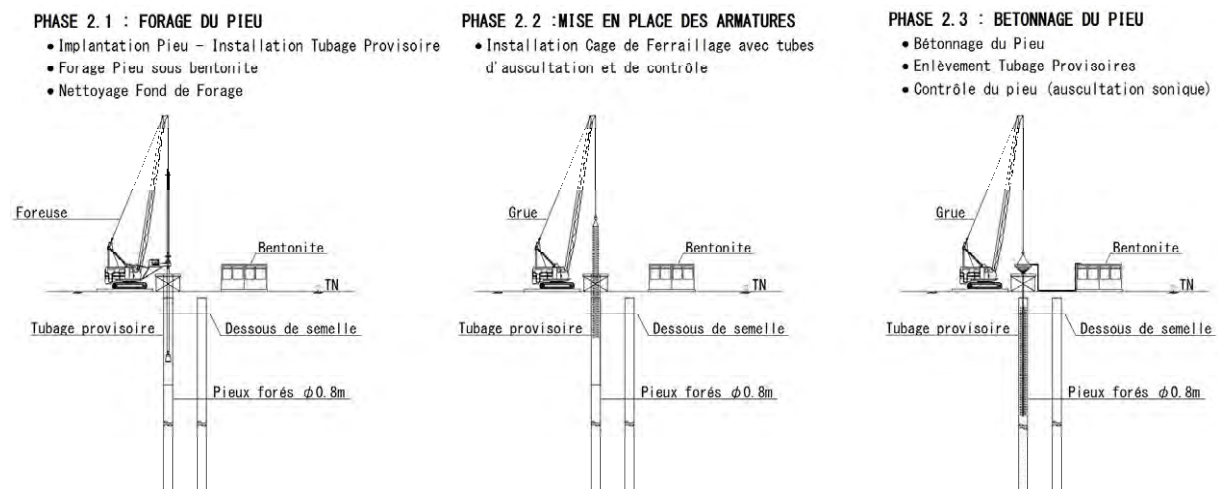 PHASE 2.1 : FORAGE DU PIEU
• Implantation Pieu – Installation Tubage Provisoire
• Forage Pieu sous bentonite
• Nettoyage Fond de Forage
Foreuse
Bentonite
TN
Tubage provisoire
Dessous de semelle
Pieux forés φ0.8m
PHASE 2.2 :MISE EN PLACE DES ARMATURES
• Installation Cage de Ferraillage avec tubes
d'auscultation et de contrôle
Grue
Bentonite
TN
Tubage provisoire
Dessous de semelle
Pieux forés φ0.8m
PHASE 2.3 : BETONNAGE DU PIEU
• Bétonnage du Pieu
• Enlèvement Tubage Provisoires
• Contrôle du pieu (auscultation sonique)
Grue
Bentonite
TN
Tubage provisoire
Dessous de semelle
Pieux forés φ0.8m